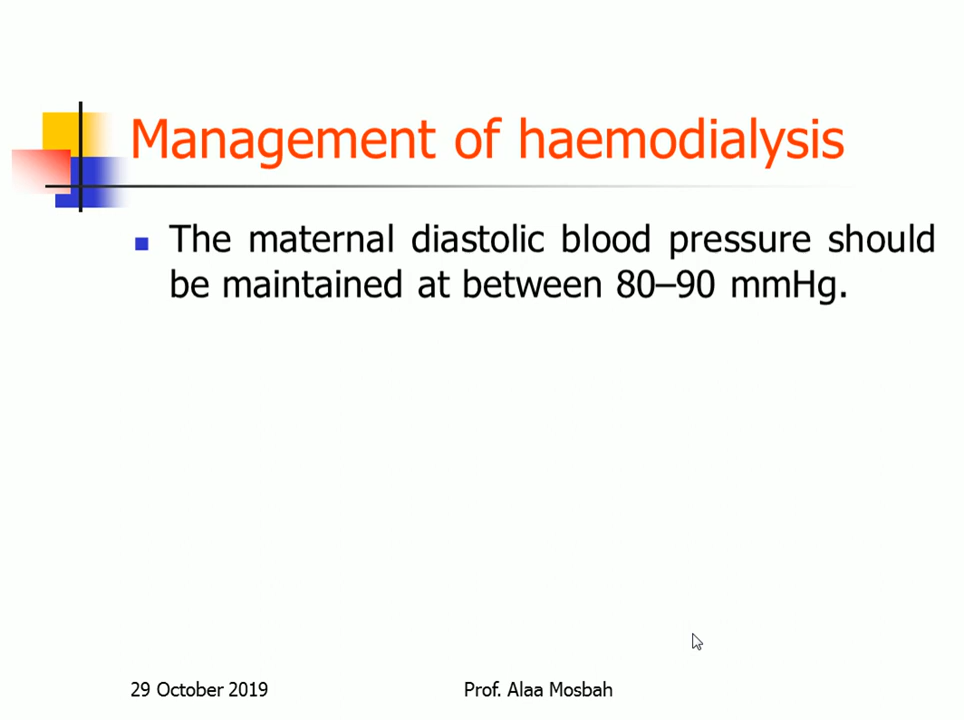 Management of haemodialysis
The maternal diastolic blood pressure should
be maintained at between 80–90 mmHg.
29 October 2019
Prof. Alaa Mosbah